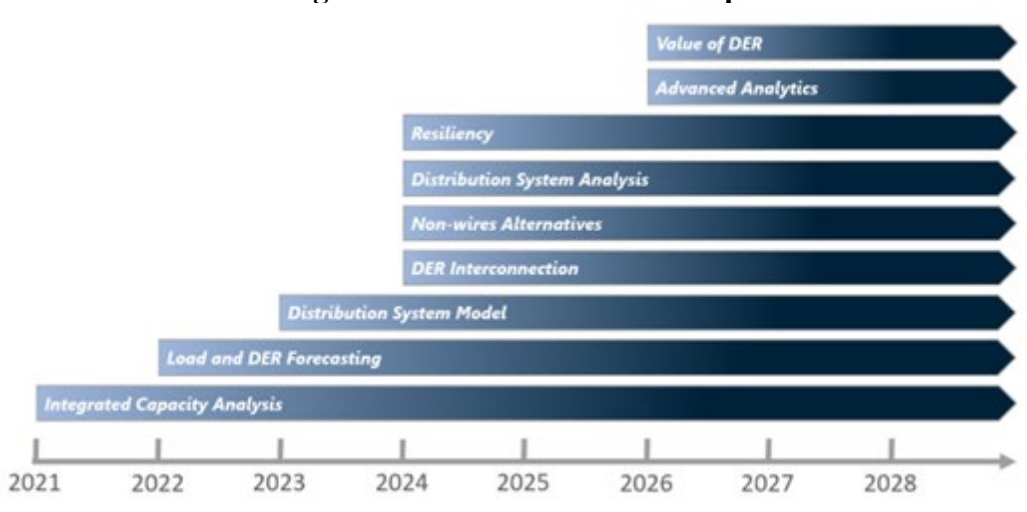 Value of DER
Advanced Analytics
Resiliency
Distribution System Analysis
Non-wires Alternatives
DER Interconnection
Distribution System Model
Load and DER Forecasting
Integrated Capacity Analysis
2021 2022 2023 2024 2025 2026 2027 2028